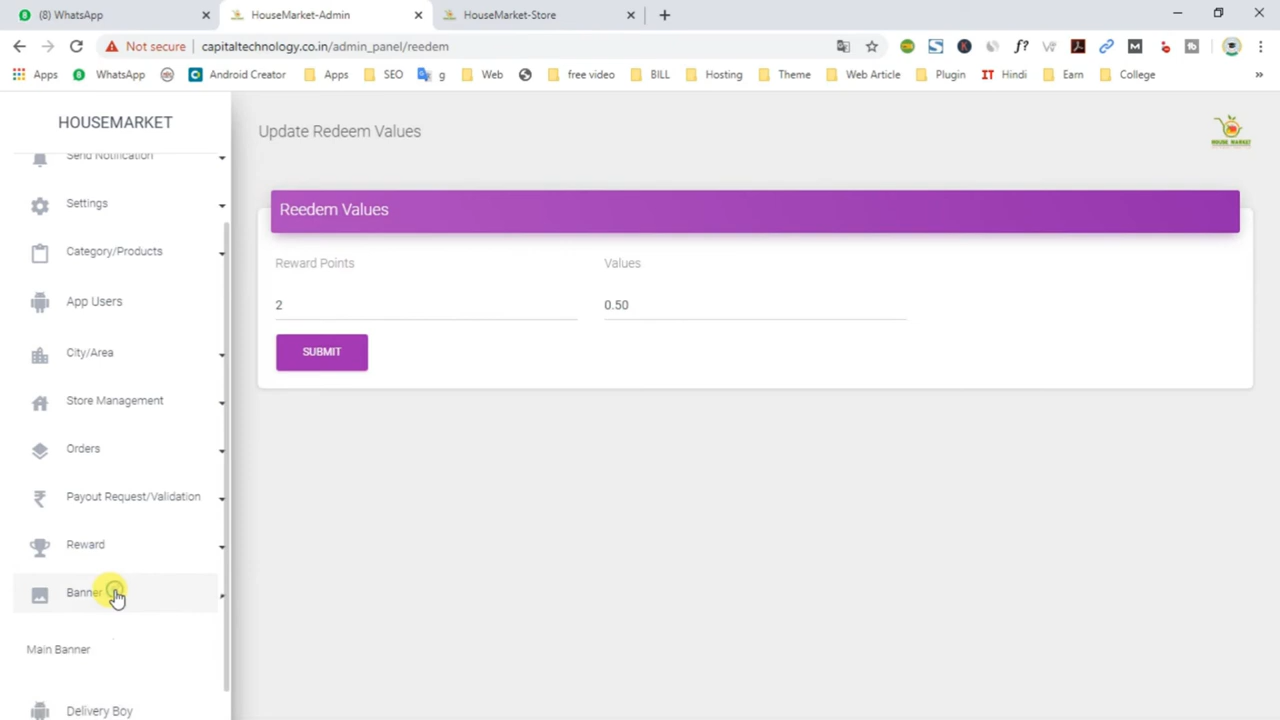 (8) WhatsApp
HouseMarket-Admin
HouseMarket-Store
Not secure
capitaltechnology.co.in/admin_panel/reedem
Apps
WhatsApp
Android Creator
Apps
SEO
g
Web
free video
BILL
Hosting
Theme
Web Article
Plugin
IT Hindi
Earn
College
HOUSEMARKET
Send Notification
Settings
Category/Products
App Users
City/Area
Store Management
Orders
Payout Request/Validation
Reward
Banner
Main Banner
Delivery Boy
Update Redeem Values
HOUSE MARKET
Reedem Values
Reward Points
Values
2
0.50
SUBMIT